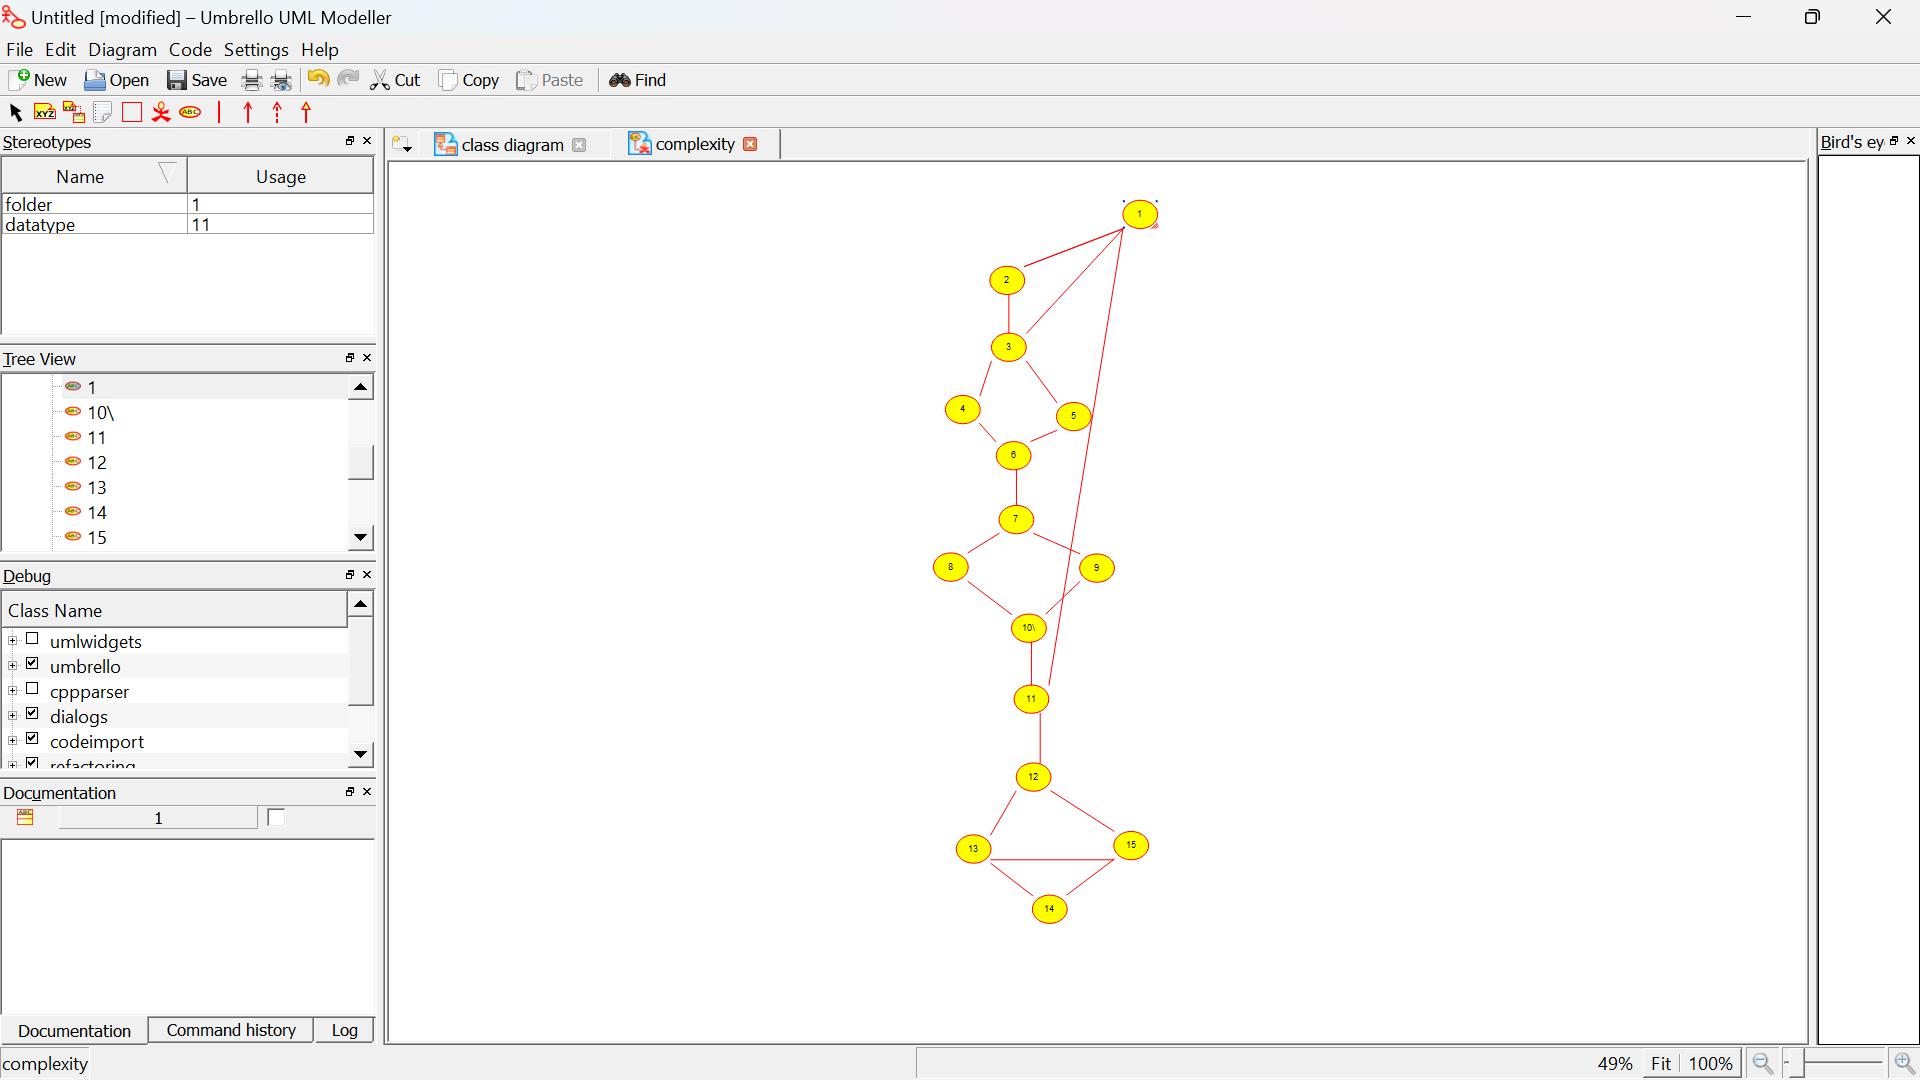 Untitled [modified] – Umbrello UML Modeller
File Edit Diagram Code Settings Help
New Open Save Cut Copy Paste Find
XYZ XYZ ABC
Stereotypes
Name Usage
folder 1
datatype 11
Tree View
1
10\
11
12
13
14
15
Debug
Class Name
umlwidgets
umbrello
cppparser
dialogs
codeimport
refactoring
Documentation
1
Documentation Command history Log
complexity
class diagram complexity
1
2
3
4
5
6
7
8
9
10\
11
12
13
15
14
Bird's ey
49% Fit 100%